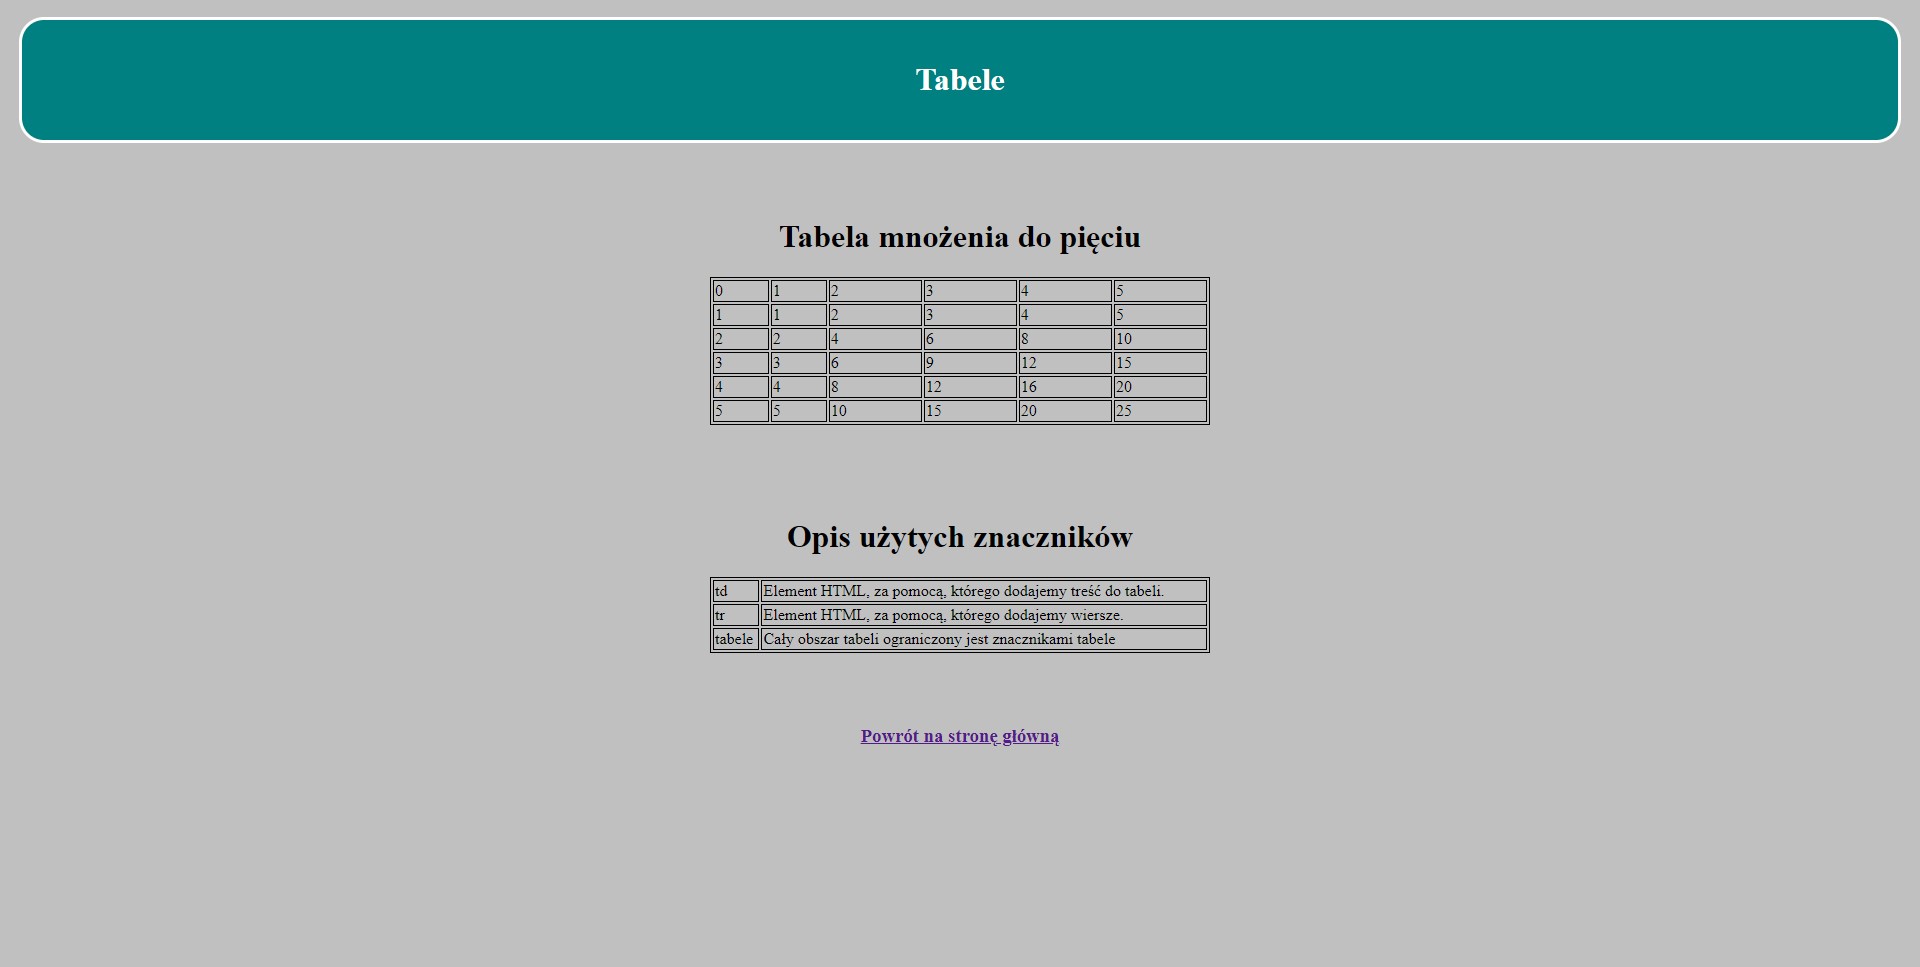 Tabele
Tabela mnożenia do pięciu
0 1 2 3 4 5
1 1 2 3 4 5
2 2 4 6 8 10
3 3 6 9 12 15
4 4 8 12 16 20
5 5 10 15 20 25
Opis użytych znaczników
td Element HTML, za pomocą, którego dodajemy treść do tabeli.
tr Element HTML, za pomocą, którego dodajemy wiersze.
tabele Cały obszar tabeli ograniczony jest znacznikami tabele
Powrót na stronę główną